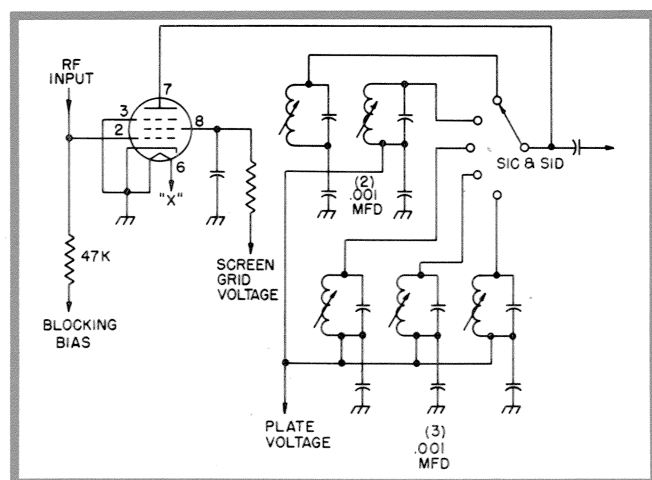 RF
INPUT
7
3
2
8
6
"X"
SIC & SID
(2)
.001
MFD
47K
SCREEN
GRID
VOLTAGE
BLOCKING
BIAS
PLATE
VOLTAGE
(3)
.001
MFD